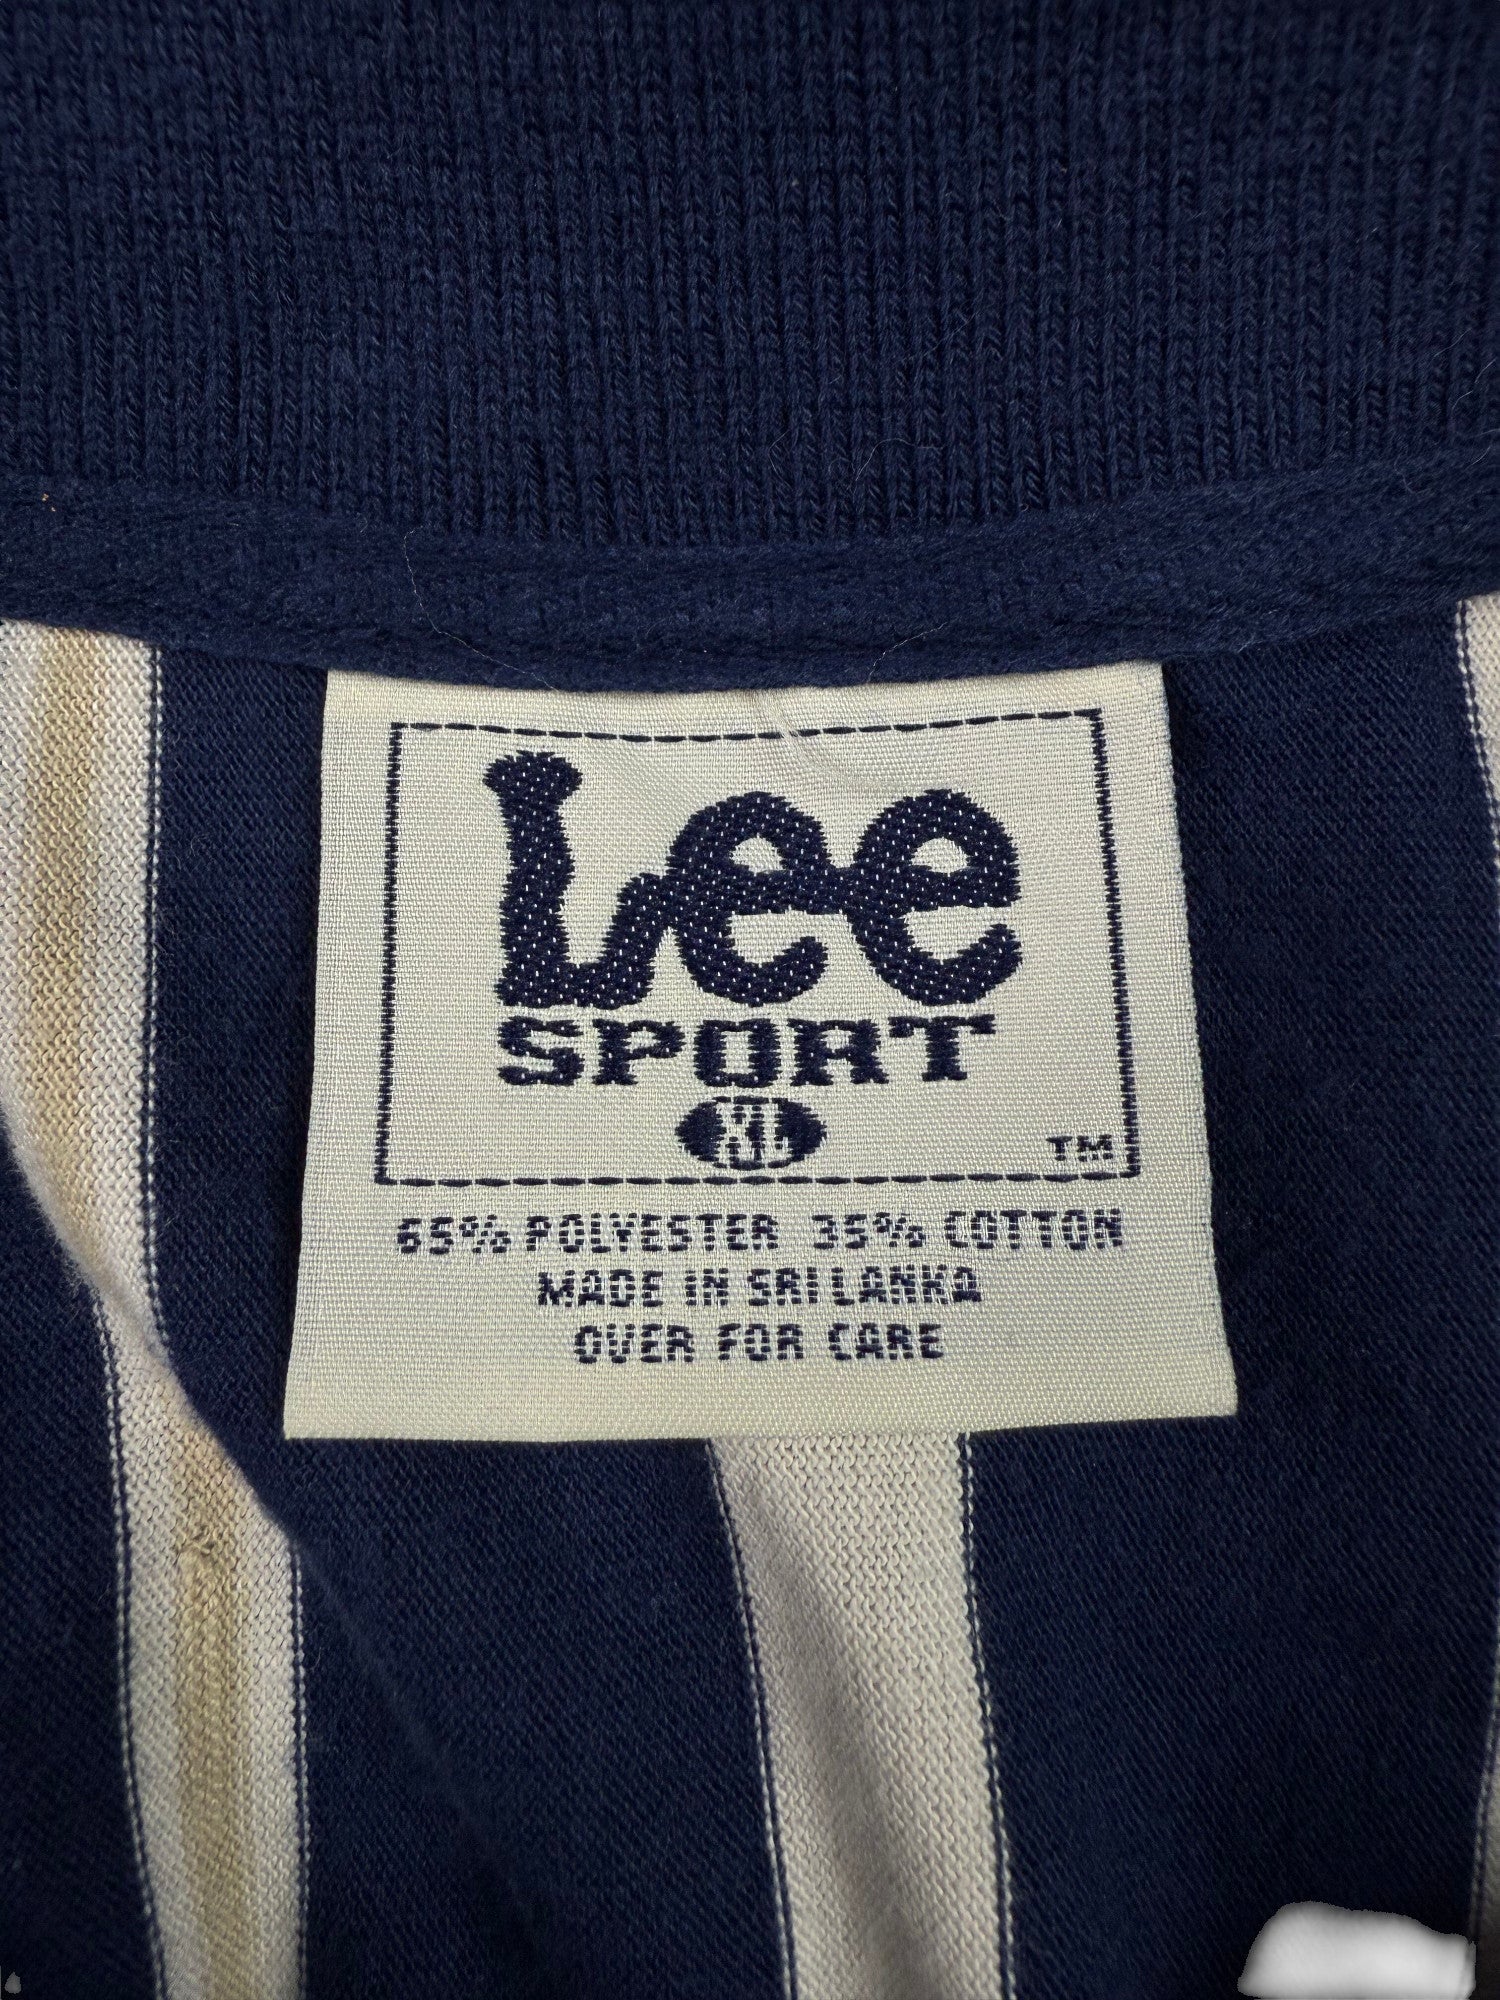 Lee
SPORT
XL
TM
65% POLYESTER 35% COTTON
MADE IN SRI LANKA
OVER FOR CARE